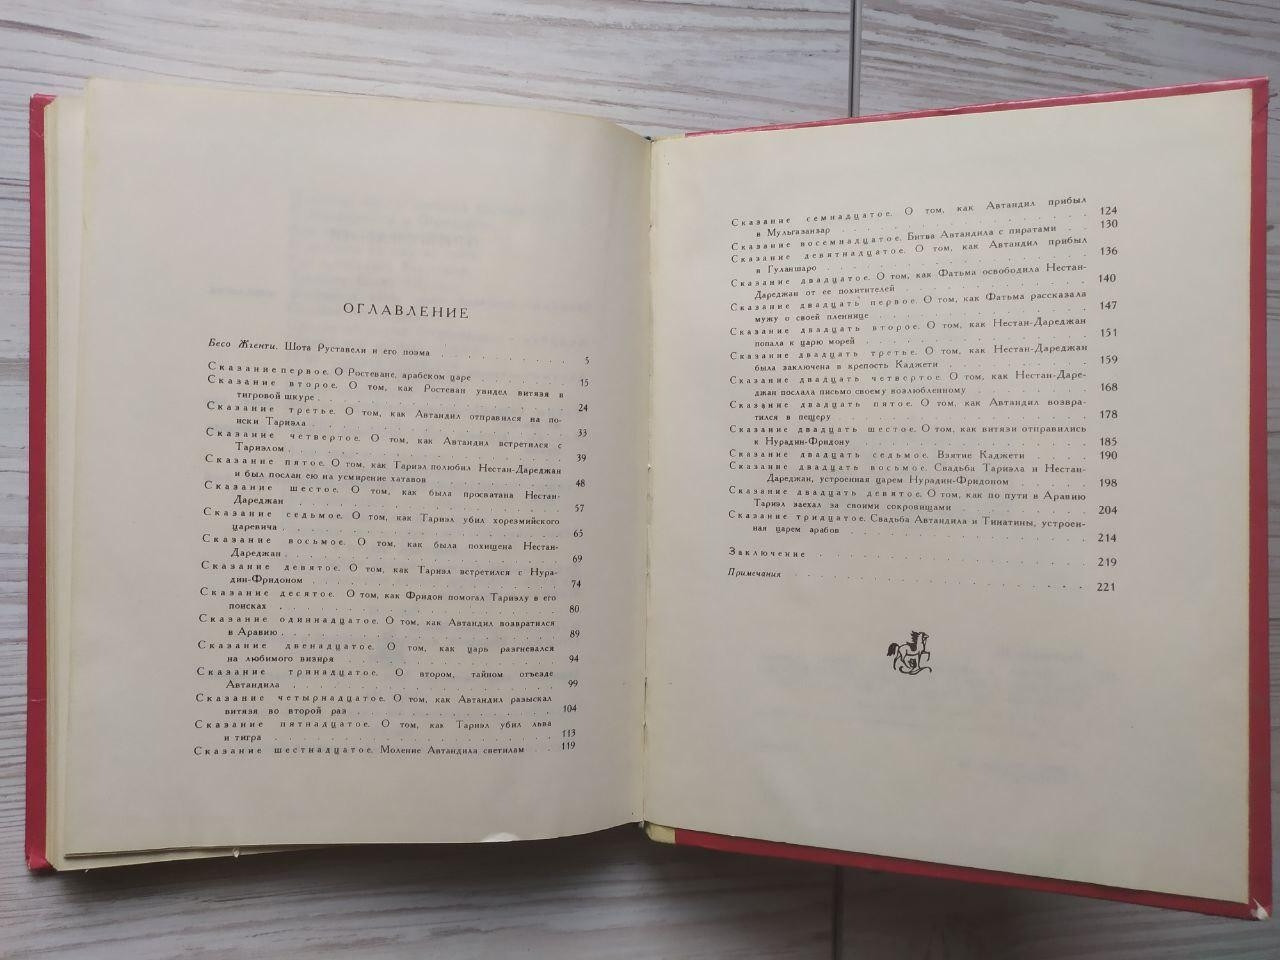 ОГЛАВЛЕНИЕ
Бесо Жгенти. Шота Руставели и его поэма . . . . . . . . . . 5
Сказание первое. О Ростеване, арабском царе . . . . . . . 15
Сказание второе. О том, как Ростеван увидел витязя в
тигровой шкуре . . . . . . . . . . 24
Сказание третье. О том, как Автандил отправился на по-
иски Тариэла . . . . . . . . . . 33
Сказание четвертое. О том, как Автандил встретился с
Тариэлом . . . . . . . . . . 39
Сказание пятое. О том, как Тариэл полюбил Нестан-Дареджан
и был послан ею на усмирение хатавов . . . . . . 48
Сказание шестое. О том, как была просватана Нестан-
Дареджан . . . . . . . . . . 57
Сказание седьмое. О том, как Тариэл убил хорезмийского
царевича . . . . . . . . . . 65
Сказание восьмое. О том, как была похищена Нестан-
Дареджан . . . . . . . . . . 69
Сказание девятое. О том, как Тариэл встретился с Нура-
дин-Фридоном . . . . . . . . . . 74
Сказание десятое. О том, как Фридон помогал Тариэлу в его
поисках . . . . . . . . . . 80
Сказание одиннадцатое. О том, как Автандил возвратился
в Аравию . . . . . . . . . . 89
Сказание двенадцатое. О том, как царь разгневался
на любимого визиря . . . . . . . . . . 94
Сказание тринадцатое. О втором, тайном отъезде
Автандила . . . . . . . . . . 99
Сказание четырнадцатое. О том, как Автандил разыскал
витязя во второй раз . . . . . . . . . . 104
Сказание пятнадцатое. О том, как Тариэл убил льва
и тигра . . . . . . . . . . 113
Сказание шестнадцатое. Моление Автандила светилам . . 119
Сказание семнадцатое. О том, как Автандил прибыл
в Мульгазанзар . . . . . . . . . . 124
Сказание восемнадцатое. Битва Автандила с пиратами . . 130
Сказание девятнадцатое. О том, как Автандил прибыл
в Гуланшаро . . . . . . . . . . 136
Сказание двадцатое. О том, как Фатьма освободила Нестан-
Дареджан от ее похитителей . . . . . . . . 140
Сказание двадцать первое. О том, как Фатьма рассказала
мужу о своей пленнице . . . . . . . . . . 147
Сказание двадцать второе. О том, как Нестан-Дареджан
попала к царю морей . . . . . . . . . . 151
Сказание двадцать третье. О том, как Нестан-Дареджан
была заключена в крепость Каджети . . . . . . 159
Сказание двадцать четвертое. О том, как Нестан-Даре-
джан послала письмо своему возлюбленному . . . . . 168
Сказание двадцать пятое. О том, как Автандил возвра-
тился в пещеру . . . . . . . . . . 178
Сказание двадцать шестое. О том, как витязи отправились
к Нурадин-Фридону . . . . . . . . . . 185
Сказание двадцать седьмое. Взятие Каджети . . . . 190
Сказание двадцать восьмое. Свадьба Тариэла и Нестан-
Дареджан, устроенная царем Нурадин-Фридоном . . . . 198
Сказание двадцать девятое. О том, как по пути в Аравию
Тариэл заехал за своими сокровищами . . . . . . 204
Сказание тридцатое. Свадьба Автандила и Тинатины, устроен-
ная царем арабов . . . . . . . . . . 214
Заключение . . . . . . . . . . 219
Примечания . . . . . . . . . . 221